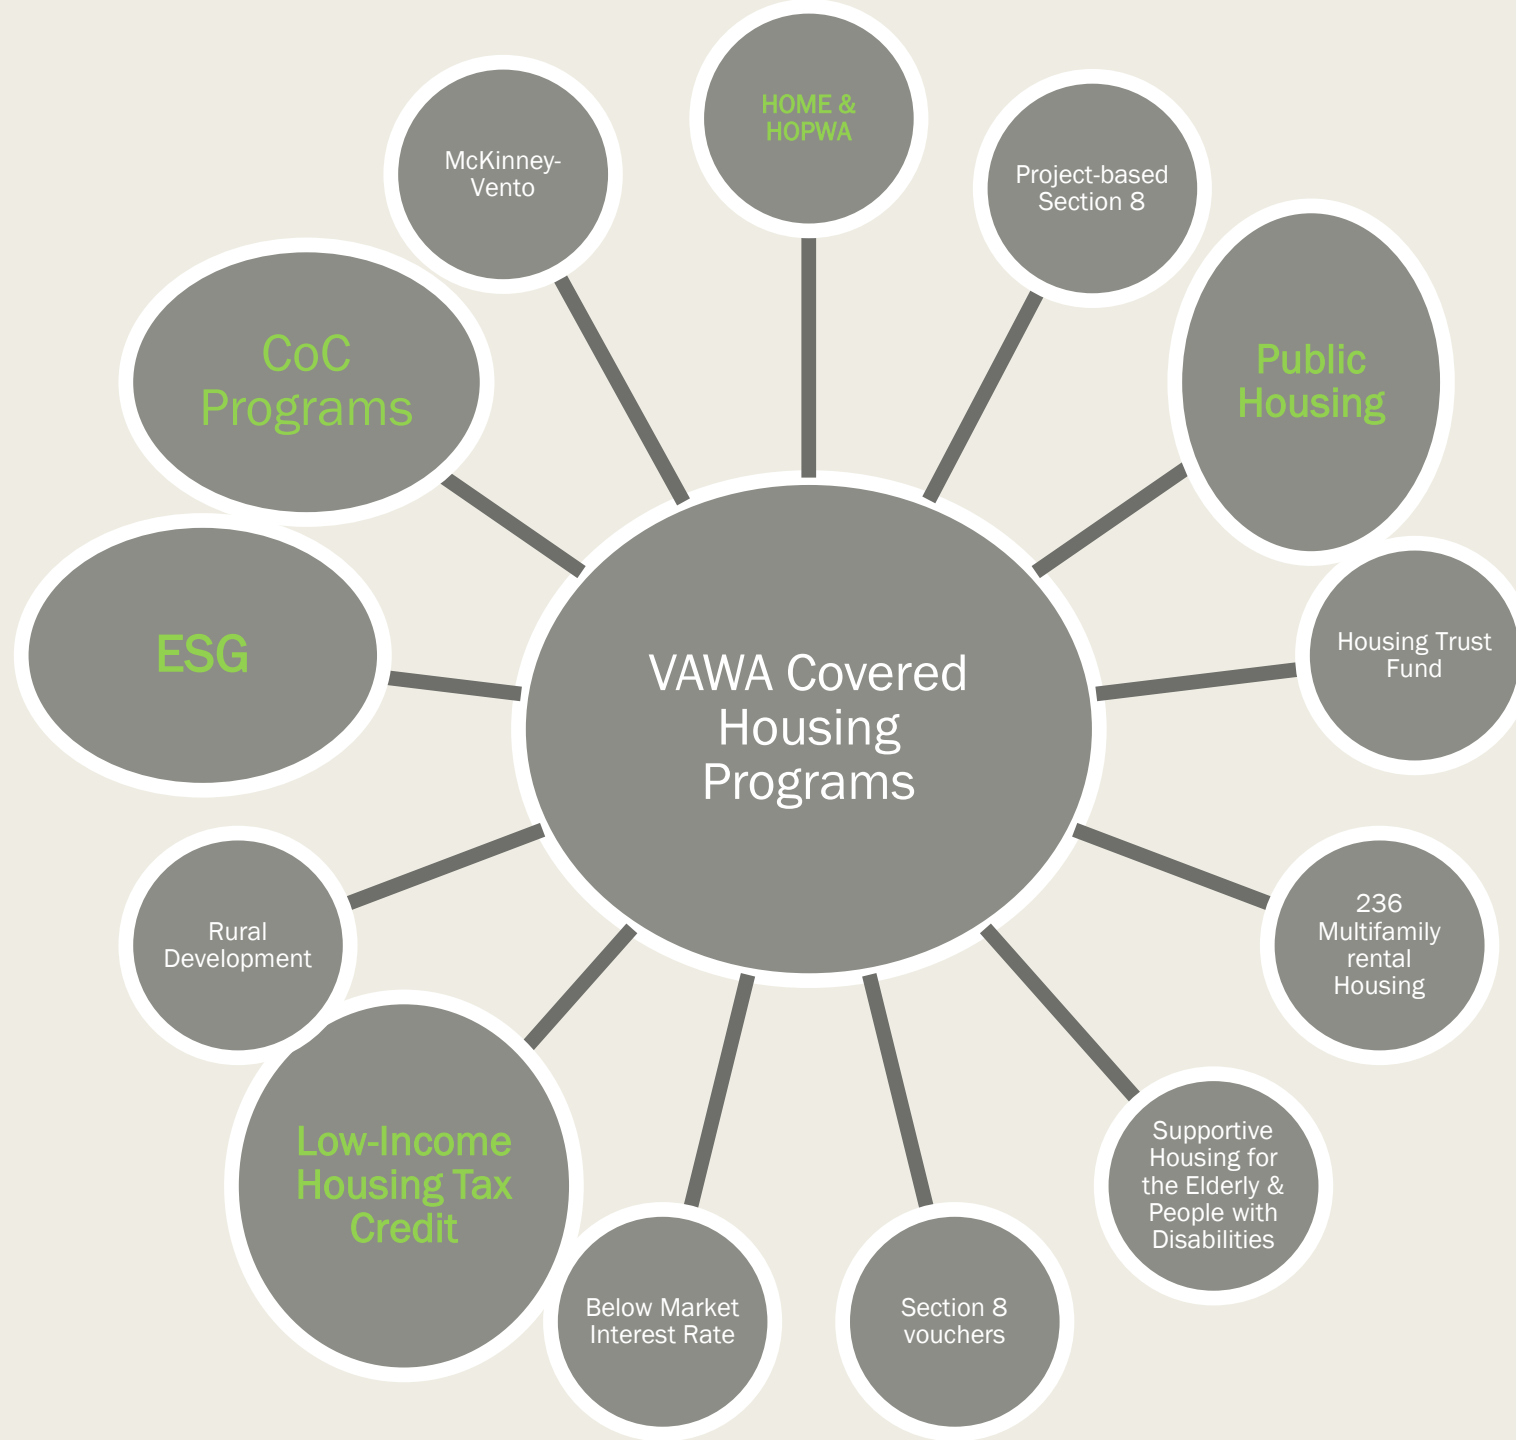 HOME &
HOPWA
Project-based
Section 8
Public
Housing
Housing Trust
Fund
236
Multifamily
rental
Housing
Supportive
Housing for
the Elderly &
People with
Disabilities
Section 8
vouchers
Below Market
Interest Rate
Low-Income
Housing Tax
Credit
Rural
Development
ESG
CoC
Programs
McKinney-
Vento
VAWA Covered
Housing
Programs